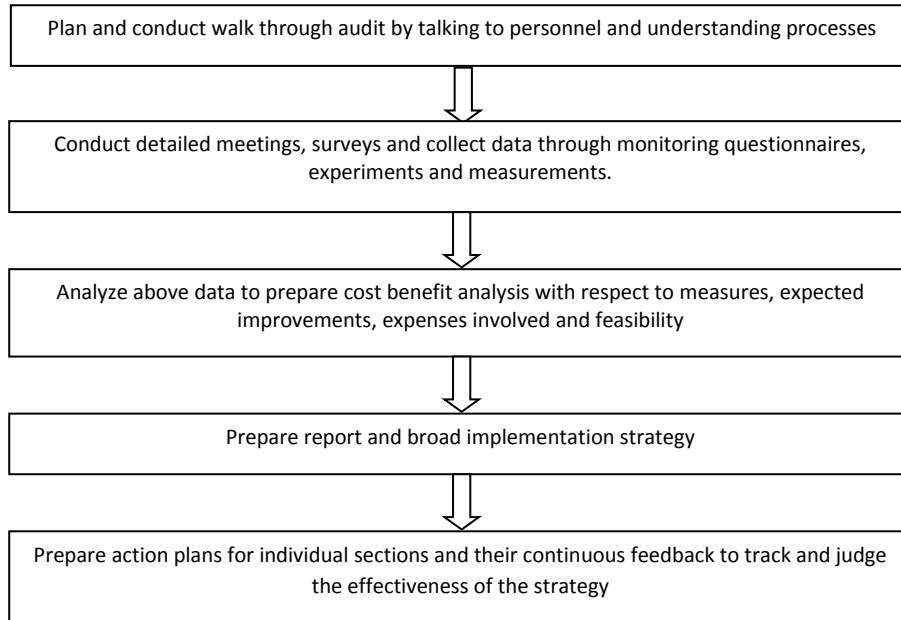 Plan and conduct walk through audit by talking to personnel and understanding processes
Conduct detailed meetings, surveys and collect data through monitoring questionnaires,
experiments and measurements.
Analyze above data to prepare cost benefit analysis with respect to measures, expected
improvements, expenses involved and feasibility
Prepare report and broad implementation strategy
Prepare action plans for individual sections and their continuous feedback to track and judge
the effectiveness of the strategy